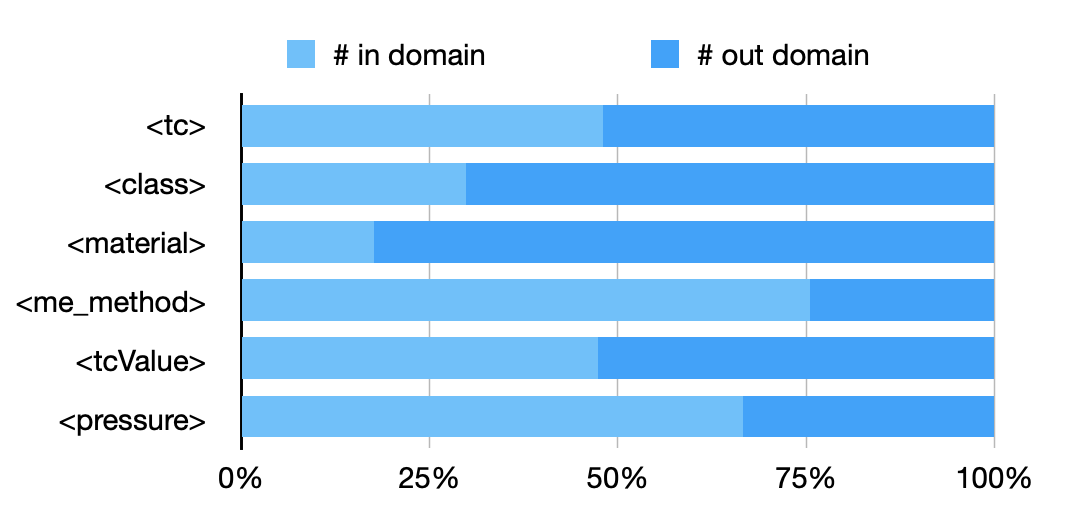 # in domain # out domain
<tc>
<class>
<material>
<me_method>
<tcValue>
<pressure>
0% 25% 50% 75% 100%